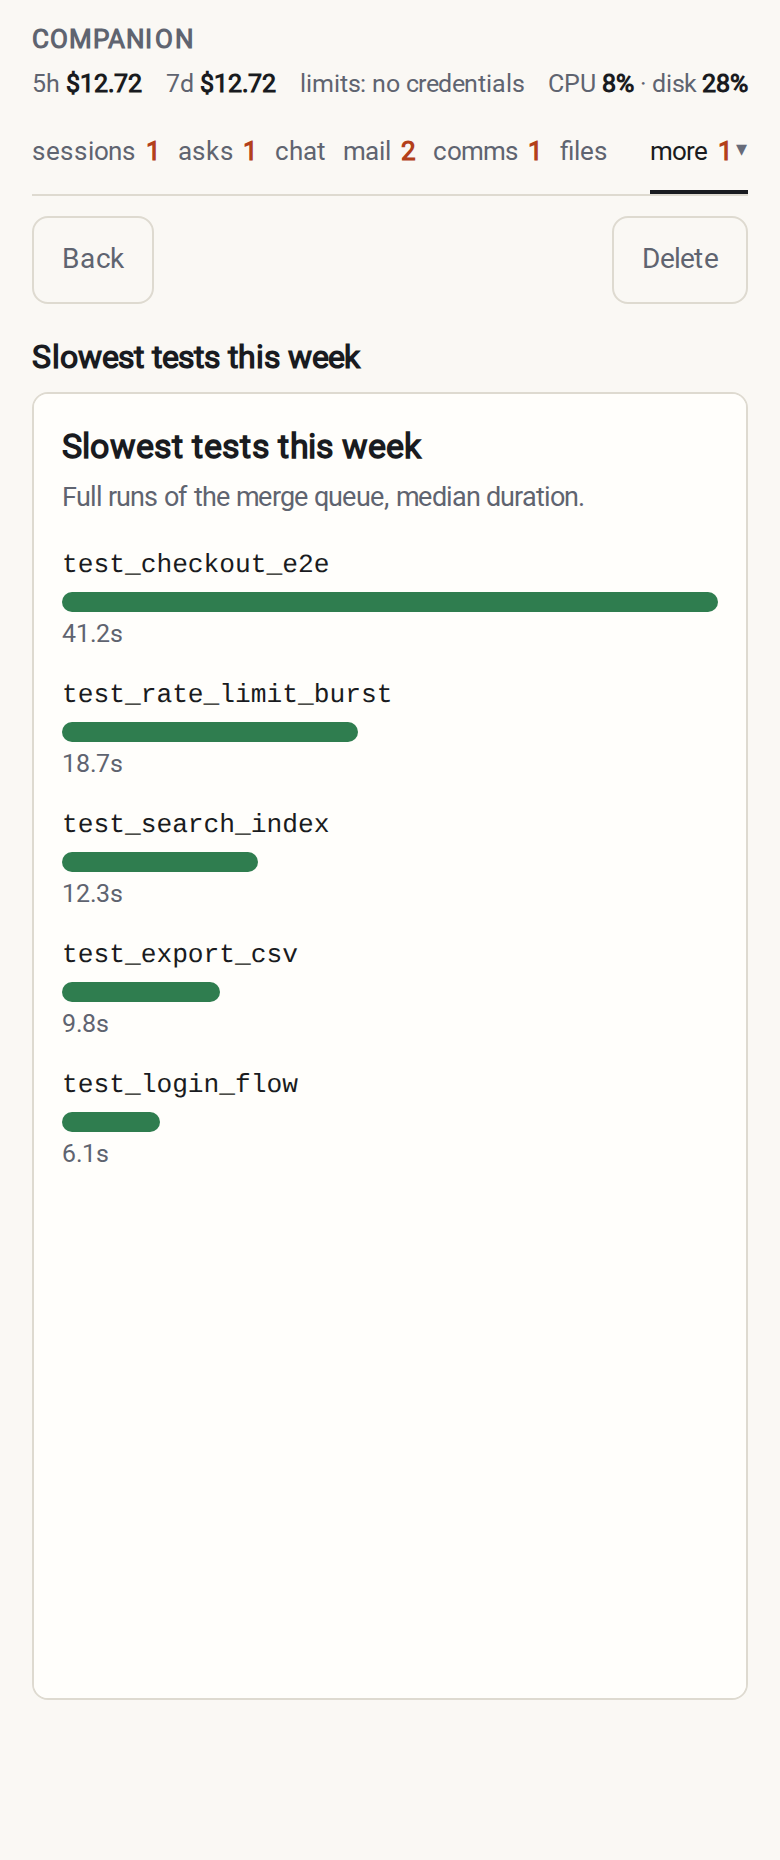 COMPANION
5h $12.72 7d $12.72 limits: no credentials CPU 8% · disk 28%
sessions 1 asks 1 chat mail 2 comms 1 files more 1 ▾
Back Delete
Slowest tests this week
Slowest tests this week
Full runs of the merge queue, median duration.
test_checkout_e2e
41.2s
test_rate_limit_burst
18.7s
test_search_index
12.3s
test_export_csv
9.8s
test_login_flow
6.1s